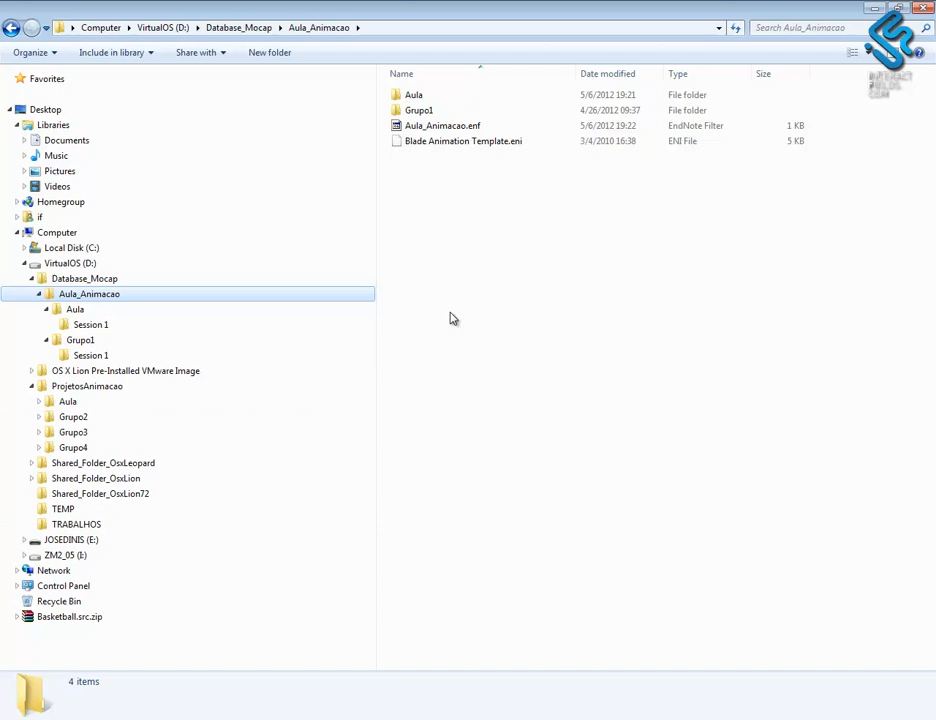 Computer VirtualOS (D:) Database_Mocap Aula_Animacao
Search Aula_Animacao
Organize Include in library Share with New folder
INTERACT
FIELDS.
COM
Favorites
Desktop
Libraries
Documents
Music
Pictures
Videos
Homegroup
if
Computer
Local Disk (C:)
VirtualOS (D:)
Database_Mocap
Aula_Animacao
Aula
Session 1
Grupo1
Session 1
OS X Lion Pre-Installed VMware Image
ProjetosAnimacao
Aula
Grupo2
Grupo3
Grupo4
Shared_Folder_OsxLeopard
Shared_Folder_OsxLion
Shared_Folder_OsxLion72
TEMP
TRABALHOS
JOSEDINIS (E:)
ZM2_05 (I:)
Network
Control Panel
Recycle Bin
Basketball.src.zip
Name Date modified Type Size
Aula 5/6/2012 19:21 File folder
Grupo1 4/26/2012 09:37 File folder
Aula_Animacao.enf 5/6/2012 19:22 EndNote Filter 1 KB
Blade Animation Template.eni 3/4/2010 16:38 ENI File 5 KB
4 items